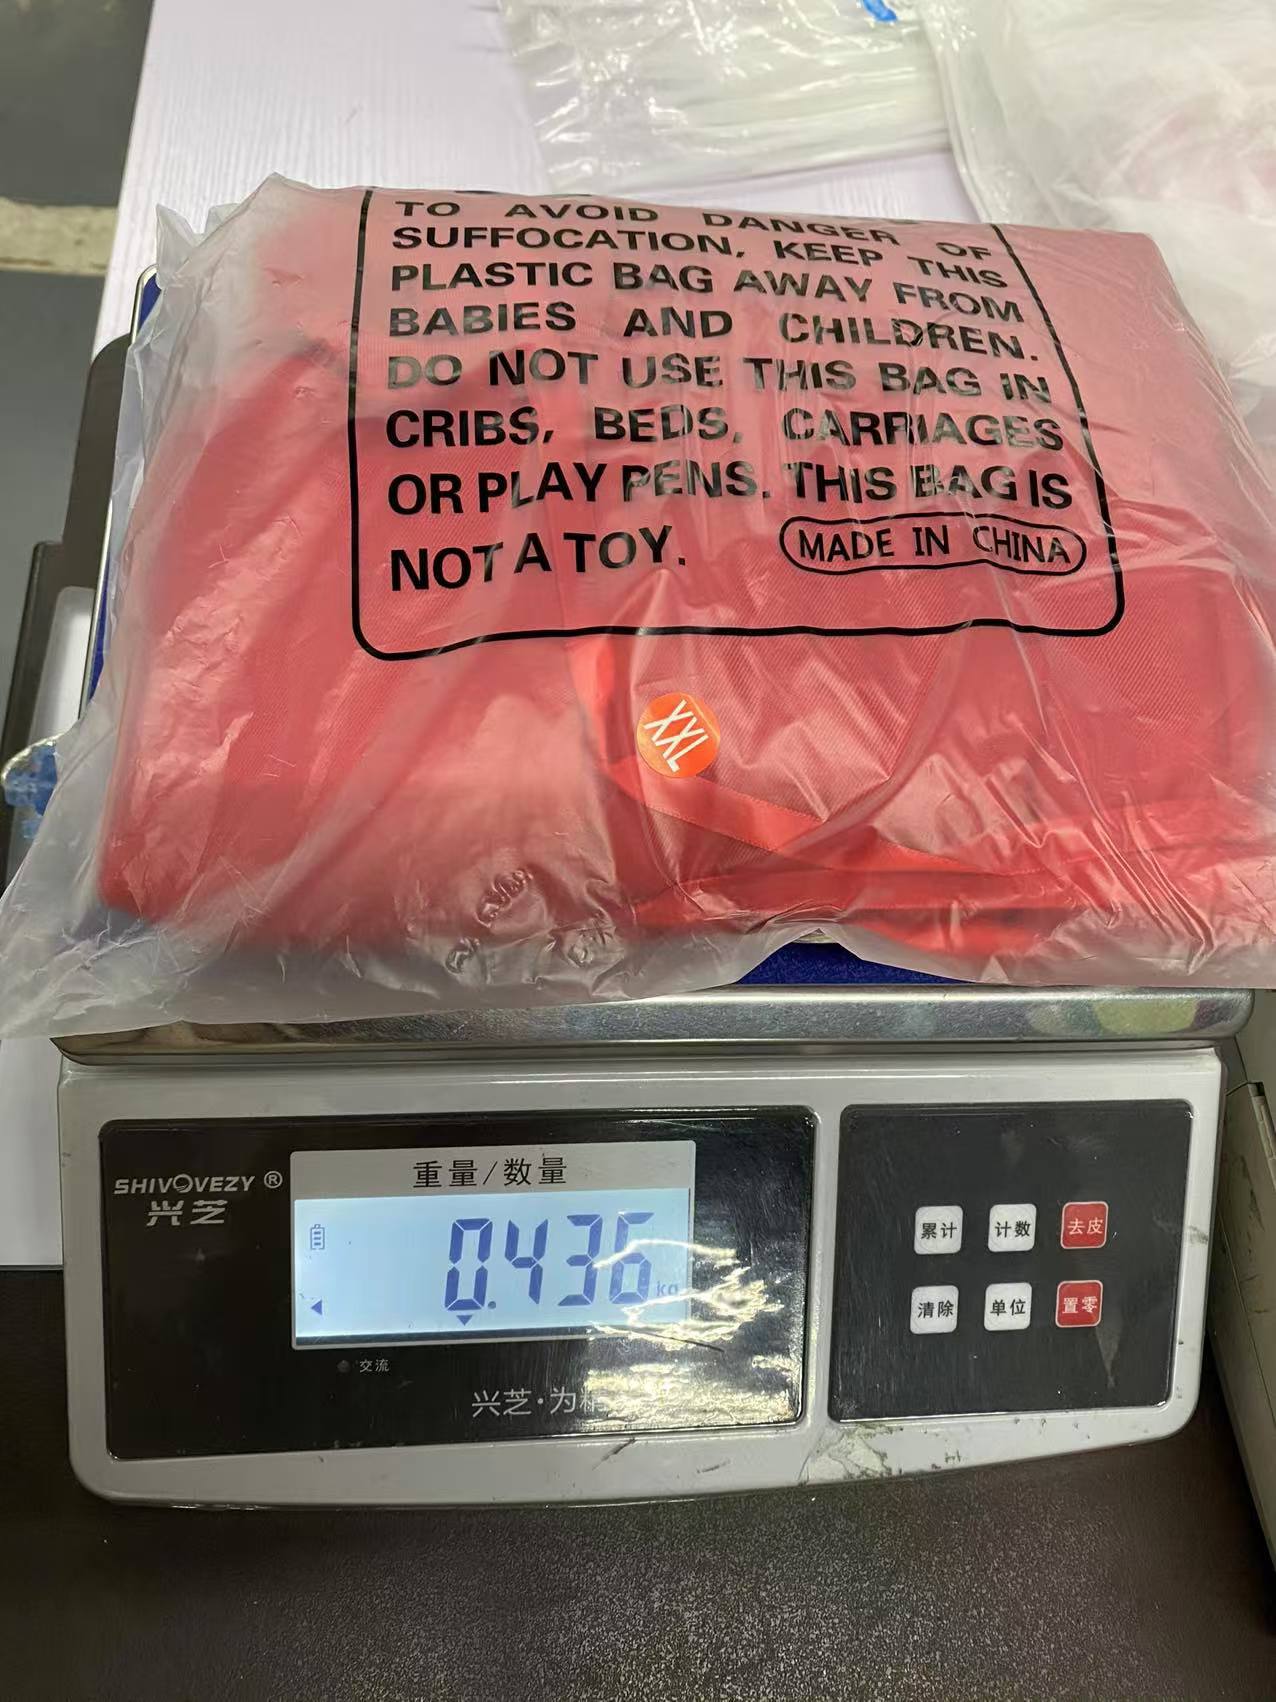 TO AVOID DANGER OF
SUFFOCATION, KEEP THIS
PLASTIC BAG AWAY FROM
BABIES AND CHILDREN.
DO NOT USE THIS BAG IN
CRIBS, BEDS, CARRIAGES
OR PLAY PENS. THIS BAG IS
NOT A TOY.
MADE IN CHINA
XXL
SHIVOVEZY ®
兴芝
重量/数量
0.436 kg
交流
兴芝·为
累计 计数 去皮
清除 单位 置零